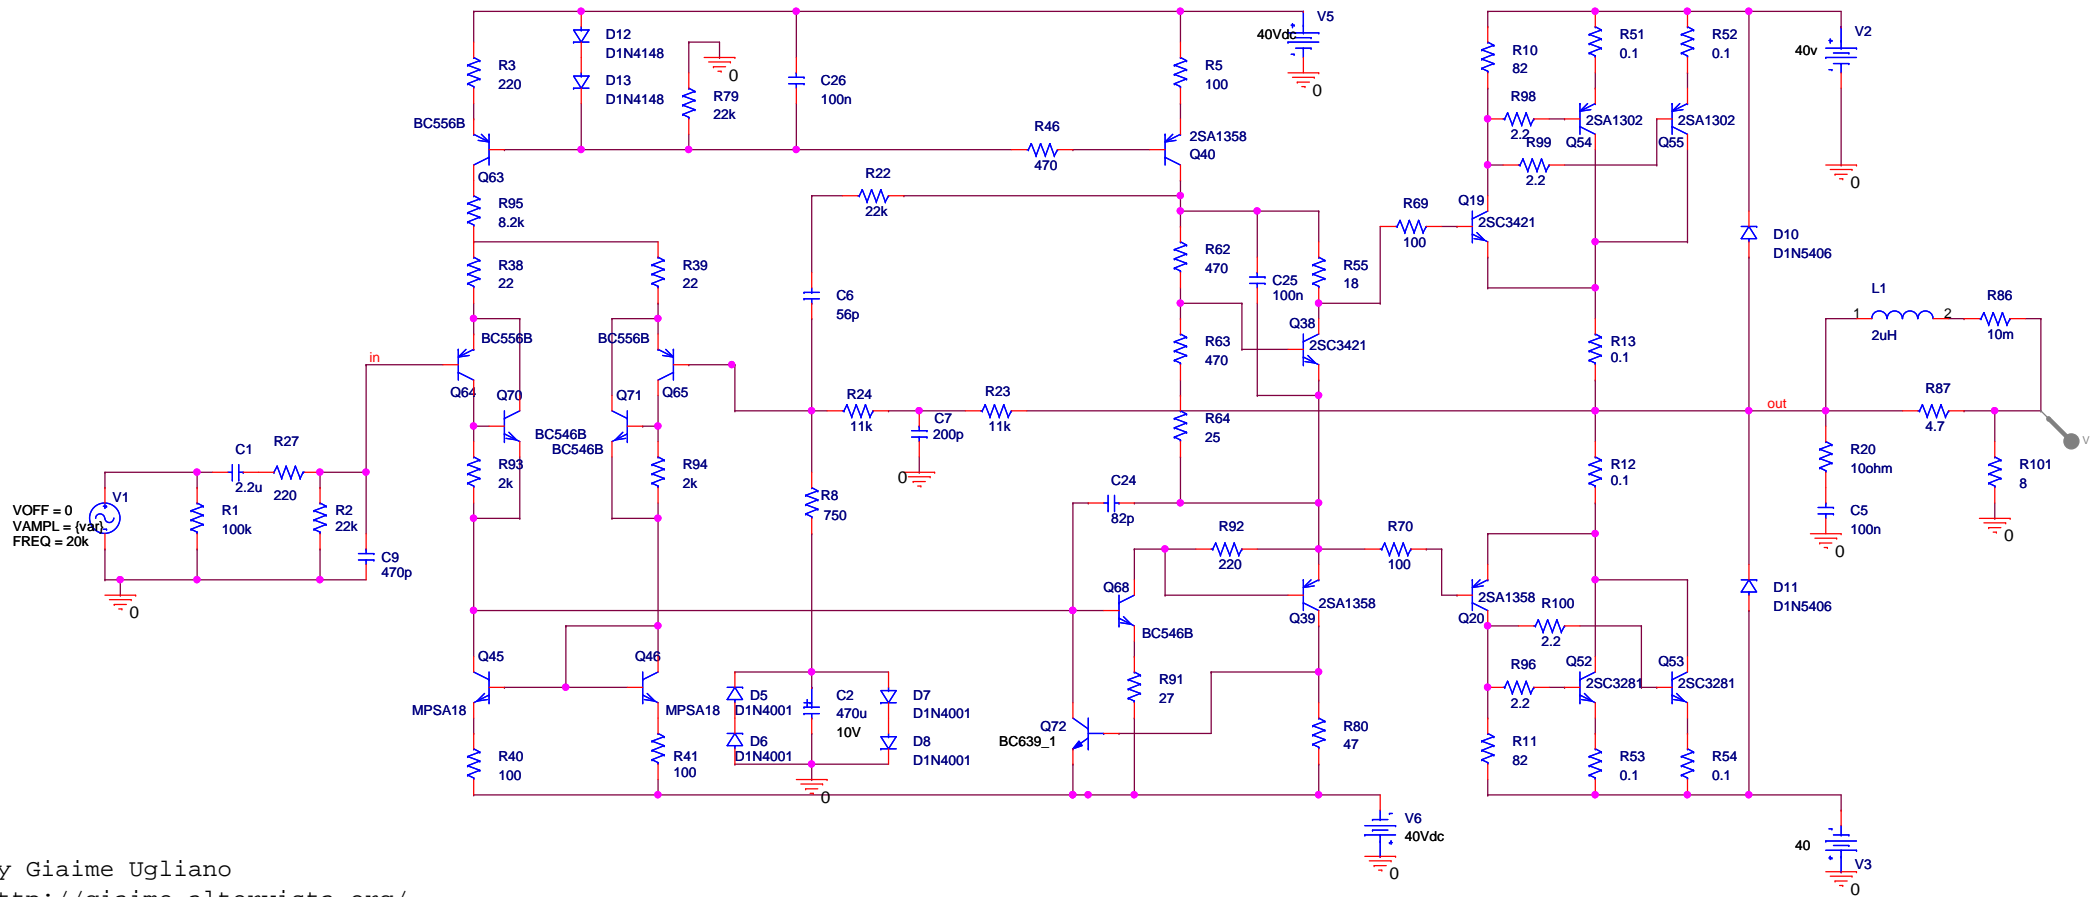 V5
40Vdc
0
D12
D1N4148
D13
D1N4148
R3
220
R79
22k
0
C26
100n
R5
100
BC556B
Q63
R46
470
2SA1358
Q40
R95
8.2k
R22
22k
R38
22
R39
22
BC556B
Q64
BC556B
Q65
Q70
BC546B
Q71
BC546B
R93
2k
R94
2k
in
C1
2.2u
R27
220
V1
VOFF = 0
VAMPL = {var}
FREQ = 20k
R1
100k
R2
22k
C9
470p
0
C6
56p
R24
11k
C7
200p
0
R23
11k
R8
750
R62
470
R63
470
R64
25
C25
100n
R55
18
Q38
2SC3421
C24
82p
R92
220
R70
100
Q68
BC546B
2SA1358
Q39
R91
27
Q72
BC639_1
R80
47
Q45
MPSA18
Q46
MPSA18
R40
100
R41
100
D5
D1N4001
D6
D1N4001
C2
470u
10V
D7
D1N4001
D8
D1N4001
0
V6
40Vdc
0
R10
82
R51
0.1
R52
0.1
R98
2.2
R99
2.2
2SA1302
Q54
2SA1302
Q55
V2
40v
0
R69
100
Q19
2SC3421
D10
D1N5406
R13
0.1
R12
0.1
out
L1
1
2
2uH
R86
10m
R87
4.7
V
R20
10ohm
C5
100n
0
R101
8
0
2SA1358
Q20
R100
2.2
R96
2.2
Q52
2SC3281
Q53
2SC3281
R11
82
R53
0.1
R54
0.1
D11
D1N5406
40
V3
0
y Giaime Ugliano